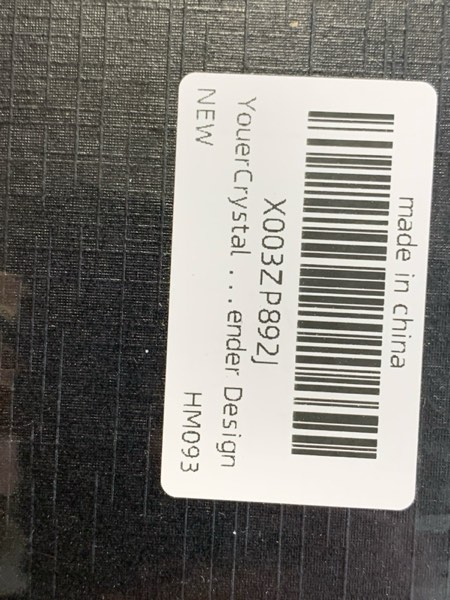 made in china
X003ZP892J
YouerCrystal ...ender Design
NEW HM093